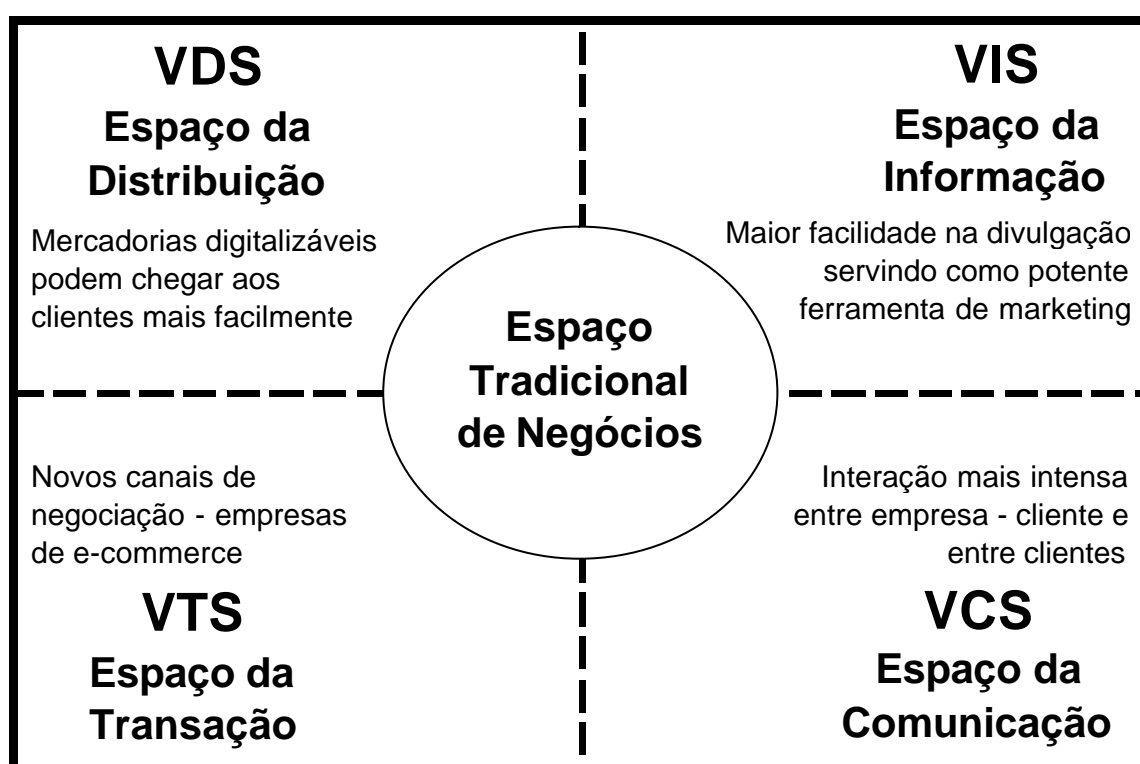 VDS
Espaço da
Distribuição
Mercadorias digitalizáveis
podem chegar aos
clientes mais facilmente
VIS
Espaço da
Informação
Maior facilidade na divulgação
servindo como potente
ferramenta de marketing
Espaço
Tradicional
de Negócios
Novos canais de
negociação - empresas
de e-commerce
VTS
Espaço da
Transação
Interação mais intensa
entre empresa - cliente e
entre clientes
VCS
Espaço da
Comunicação